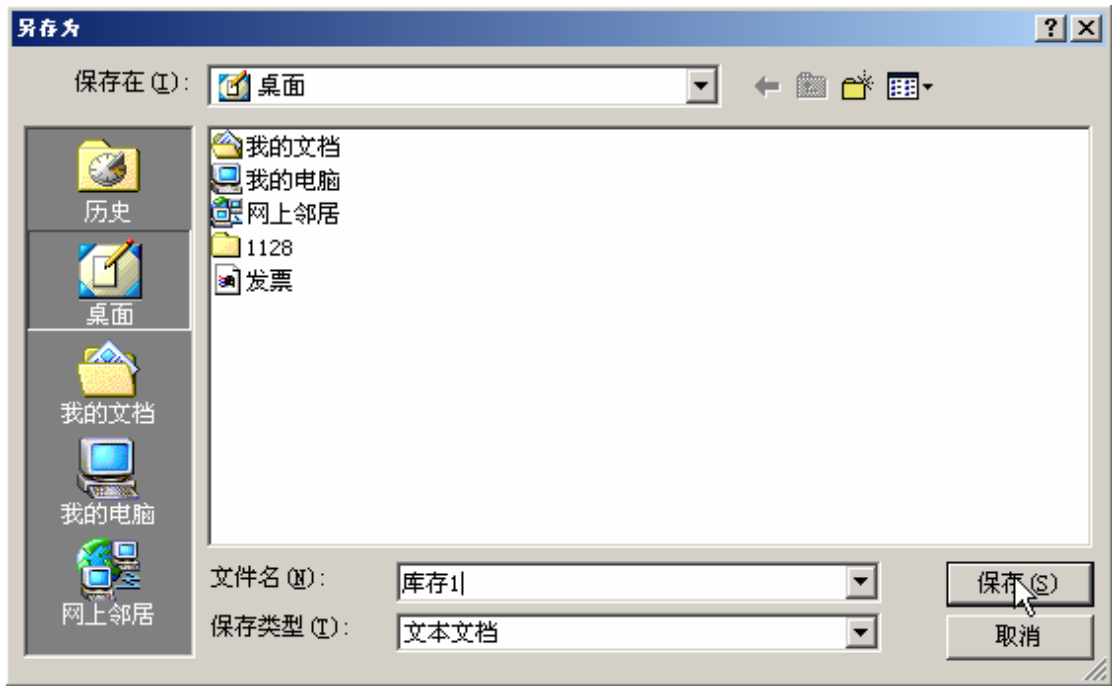 另存为
保存在(I):
桌面
历史
桌面
我的文档
我的电脑
网上邻居
我的文档
我的电脑
网上邻居
1128
发票
文件名(N):
库存1
保存(S)
保存类型(T):
文本文档
取消